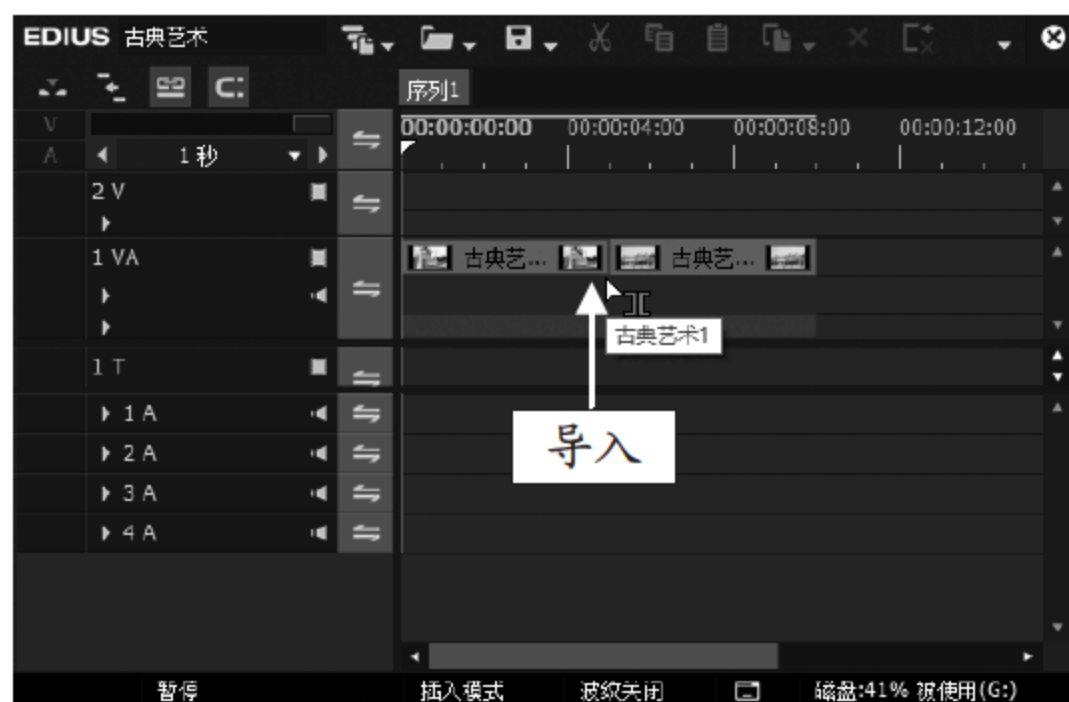 EDIUS 古典艺术
序列1
V
A
1 秒
00:00:00:00 00:00:04:00 00:00:08:00 00:00:12:00
2 V
1 VA
古典艺... 古典艺...
古典艺术1
导入
1 T
1 A
2 A
3 A
4 A
暂停 插入模式 波纹关闭 磁盘:41% 被使用(G:)